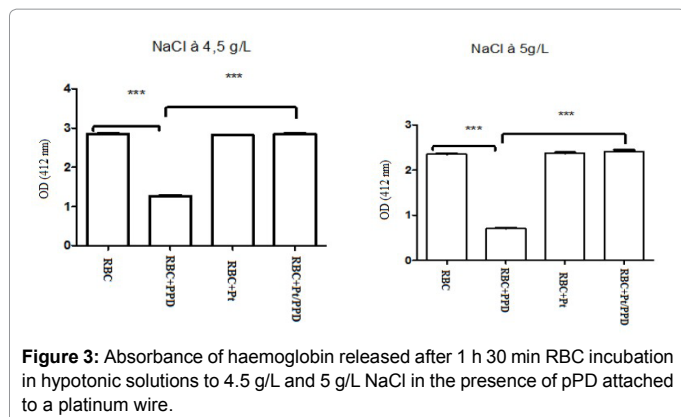 NaCl à 4,5 g/L
***
***
OD (412 nm)
4
3
2
1
0
RBC
RBC+PPD
RBC+Pt
RBC+Pt/PPD
NaCl à 5g/L
***
***
OD (412 nm)
3
2
1
0
RBC
RBC+PPD
RBC+Pt
RBC+Pt/PPD
Figure 3: Absorbance of haemoglobin released after 1 h 30 min RBC incubation
in hypotonic solutions to 4.5 g/L and 5 g/L NaCl in the presence of pPD attached
to a platinum wire.